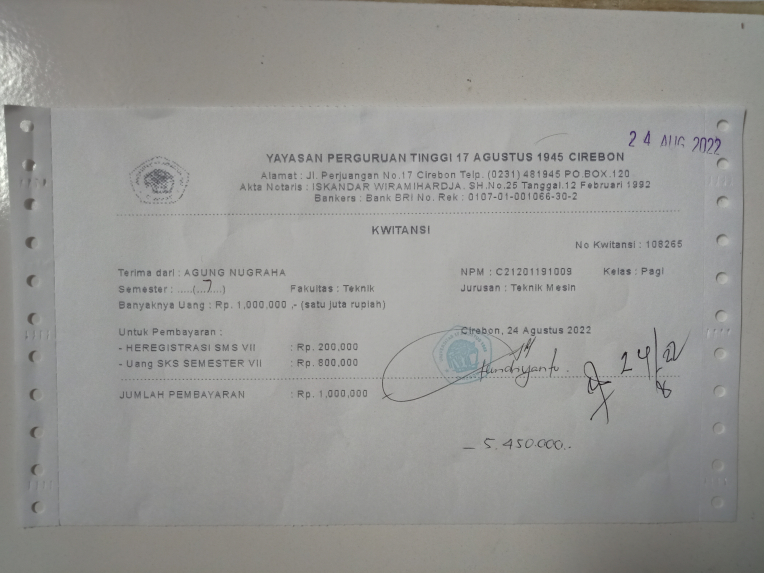 24 AUG 2022
YAYASAN PERGURUAN TINGGI 17 AGUSTUS 1945 CIREBON
Alamat : Jl. Perjuangan No.17 Cirebon Telp. (0231) 481945 PO.BOX.120
Akta Notaris : ISKANDAR WIRAMIHARDJA. SH.No.25 Tanggal.12 Februari 1992
Bankers : Bank BRI No. Rek : 0107-01-001066-30-2
KWITANSI
No Kwitansi : 108265
Terima dari : AGUNG NUGRAHA NPM : C21201191009 Kelas : Pagi
Semester : .....(...7...) Fakultas : Teknik Jurusan : Teknik Mesin
Banyaknya Uang : Rp. 1,000,000 ,- (satu juta rupiah)
Untuk Pembayaran : Cirebon, 24 Agustus 2022
- HEREGISTRASI SMS VII : Rp. 200,000
- Uang SKS SEMESTER VII : Rp. 800,000
24/8 22
JUMLAH PEMBAYARAN : Rp. 1,000,000
- 5.450.000.-